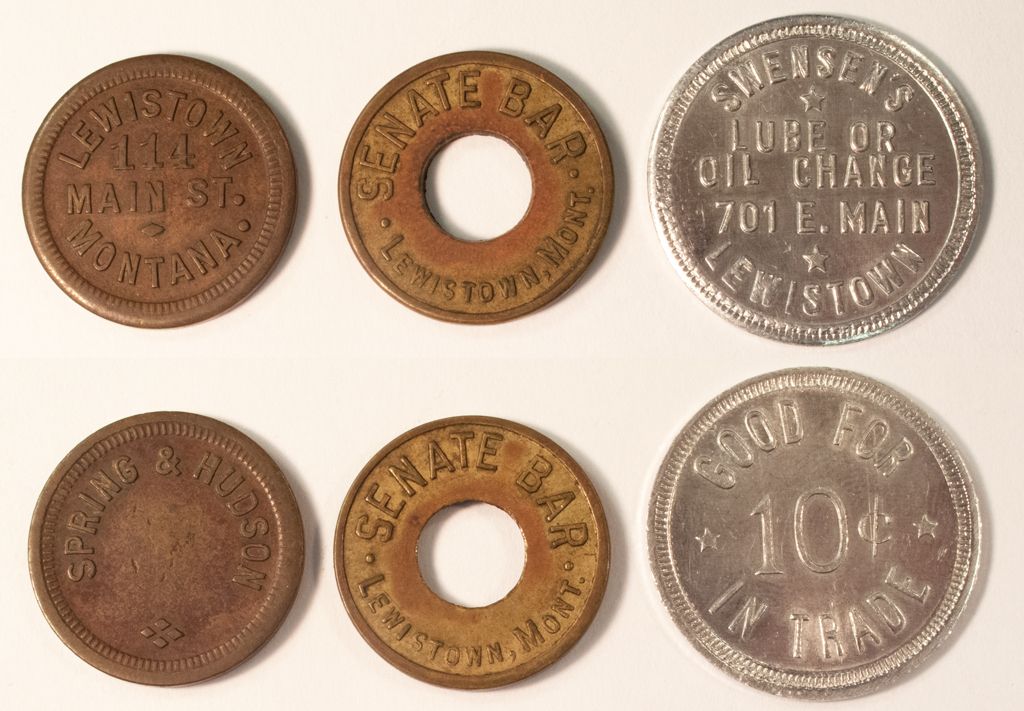 LEWISTOWN
114
MAIN ST.
MONTANA.
SENATE BAR
LEWISTOWN, MONT.
SWENSEN'S
LUBE OR
OIL CHANGE
701 E. MAIN
LEWISTOWN
SPRING & HUDSON
SENATE BAR
LEWISTOWN, MONT.
GOOD FOR
10¢
IN TRADE